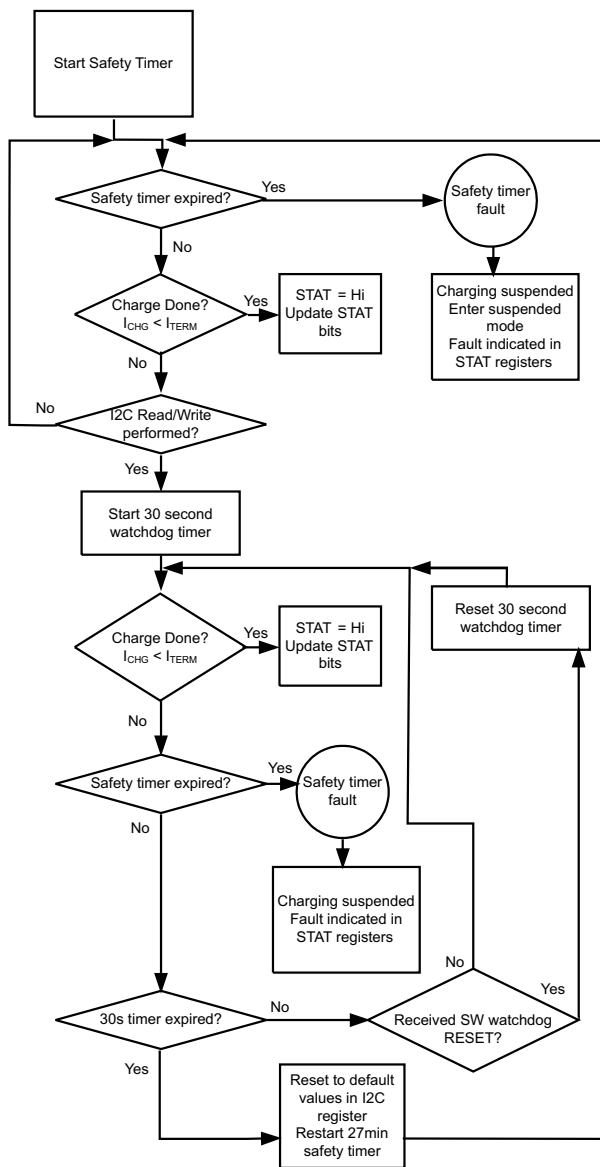 Start Safety Timer
Safety timer expired?
Yes
Safety timer
fault
No
Charge Done?
ICHG < ITERM
Yes
STAT = Hi
Update STAT
bits
Charging suspended
Enter suspended
mode
Fault indicated in
STAT registers
No
No
I2C Read/Write
performed?
Yes
Start 30 second
watchdog timer
Reset 30 second
watchdog timer
Charge Done?
ICHG < ITERM
Yes
STAT = Hi
Update STAT
bits
No
Safety timer expired?
Yes
Safety timer
fault
No
Charging suspended
Fault indicated in
STAT registers
No
Yes
30s timer expired?
No
Received SW watchdog
RESET?
Yes
Reset to default
values in I2C
register
Restart 27min
safety timer